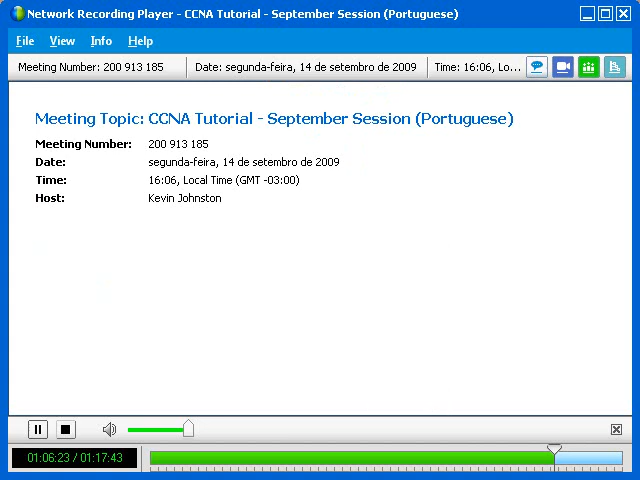 Network Recording Player - CCNA Tutorial - September Session (Portuguese)
File View Info Help
Meeting Number: 200 913 185 Date: segunda-feira, 14 de setembro de 2009 Time: 16:06, Lo...
Meeting Topic: CCNA Tutorial - September Session (Portuguese)
Meeting Number: 200 913 185
Date: segunda-feira, 14 de setembro de 2009
Time: 16:06, Local Time (GMT -03:00)
Host: Kevin Johnston
01:06:23 / 01:17:43